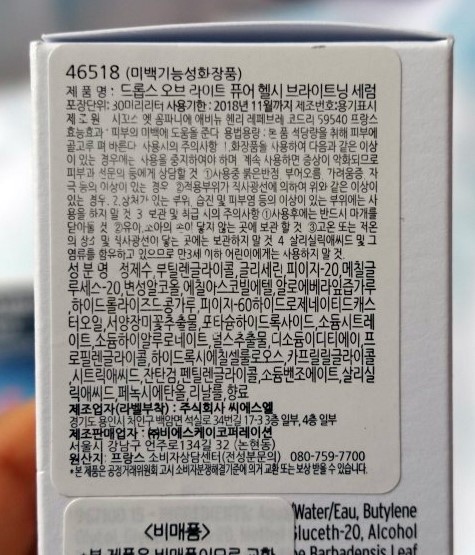 46518 (미백기능성화장품)
제 품 명 : 드롭스 오브 라이트 퓨어 헬시 브라이트닝 세럼
포장단위: 30미리리터 사용기한 : 2018년 11월까지 제조번호:용기표시
제 조 원 시꼬스 엣 꼼파니에 애비뉴 헨리 레페브레 코드리 59540 프랑스
효능효과 : 피부의 미백에 도움을 준다 용법용량 : 본 품 적당량을 취해 피부에
골고루 펴 바른다 사용시의 주의사항 1.화장품을 사용하여 다음과 같은 이상
이 있는 경우에는 사용을 중지하여야 하며 계속 사용하면 증상이 악화되므로
피부과 전문의 등에게 상담할 것 ①사용중 붉은반점, 부어오름, 가려움증, 자
극 등의 이상이 있는 경우 ②적용부위가 직사광선에 의하여 위와 같은 이상이
있는 경우. 2.상처가 있는 부위, 습진 및 피부염 등의 이상이 있는 부위에는 사
용을 하지 말 것 3 보관 및 취급 시의 주의사항 ①사용후에는 반드시 마개를
닫아둘 것 ②유아,소아의 손이 닿지 않는 곳에 보관 할 것 ③고온 또는 저온
의 장소 및 직사광선이 닿는 곳에는 보관하지 말 것 4 살리실릭애씨드 및 그
염류를 함유하고 있으므로 만3세 이하 어린이에게는 사용하지 말 것.
성 분 명 정제수, 부틸렌글라이콜, 글리세린 피이지-20,메칠글
루세스-20,변성알코올,에칠아스코빌에텔,알로에베라잎즙가루
,하이드롤라이즈드콩가루,피이지-60하이드로제네이티드캐스
터오일,서양장미꽃추출물,포타슘하이드록사이드,소듐시트레
이트,소듐하이알루로네이트,덜스추출물,디소듐이디티에이,프
로필렌글라이콜,하이드록시에칠셀룰로오스,카프릴릴글라이콜
,시트릭애씨드,잔탄검,펜틸렌글라이콜,소듐벤조에이트,살리실
릭애씨드 페녹시에탄올,리날룰,향료
제조업자(라벨부착) : 주식회사 씨에스엘
경기도 용인시 처인구 백암면 석실로 34번길 17-3 3층 일부, 4층 일부
제조판매업자 : ㈜비에스케이코퍼레이션
서울시 강남구 언주로134길 32 (논현동)
원산지: 프랑스 소비자상담센터(전성분문의) 080-759-7700
*본 제품은 공정거래위원회 고시 소비자분쟁해결기준에 의거 교환 또는 보상 받을 수 있습니다.
Water/Eau, Butylene
<비매품>
Gluceth-20, Alcohol
Barbadensis Leaf